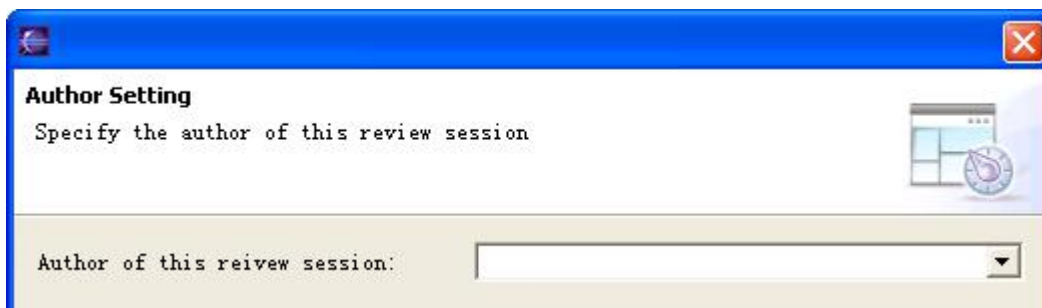 Author Setting
Specify the author of this review session
Author of this reivew session: